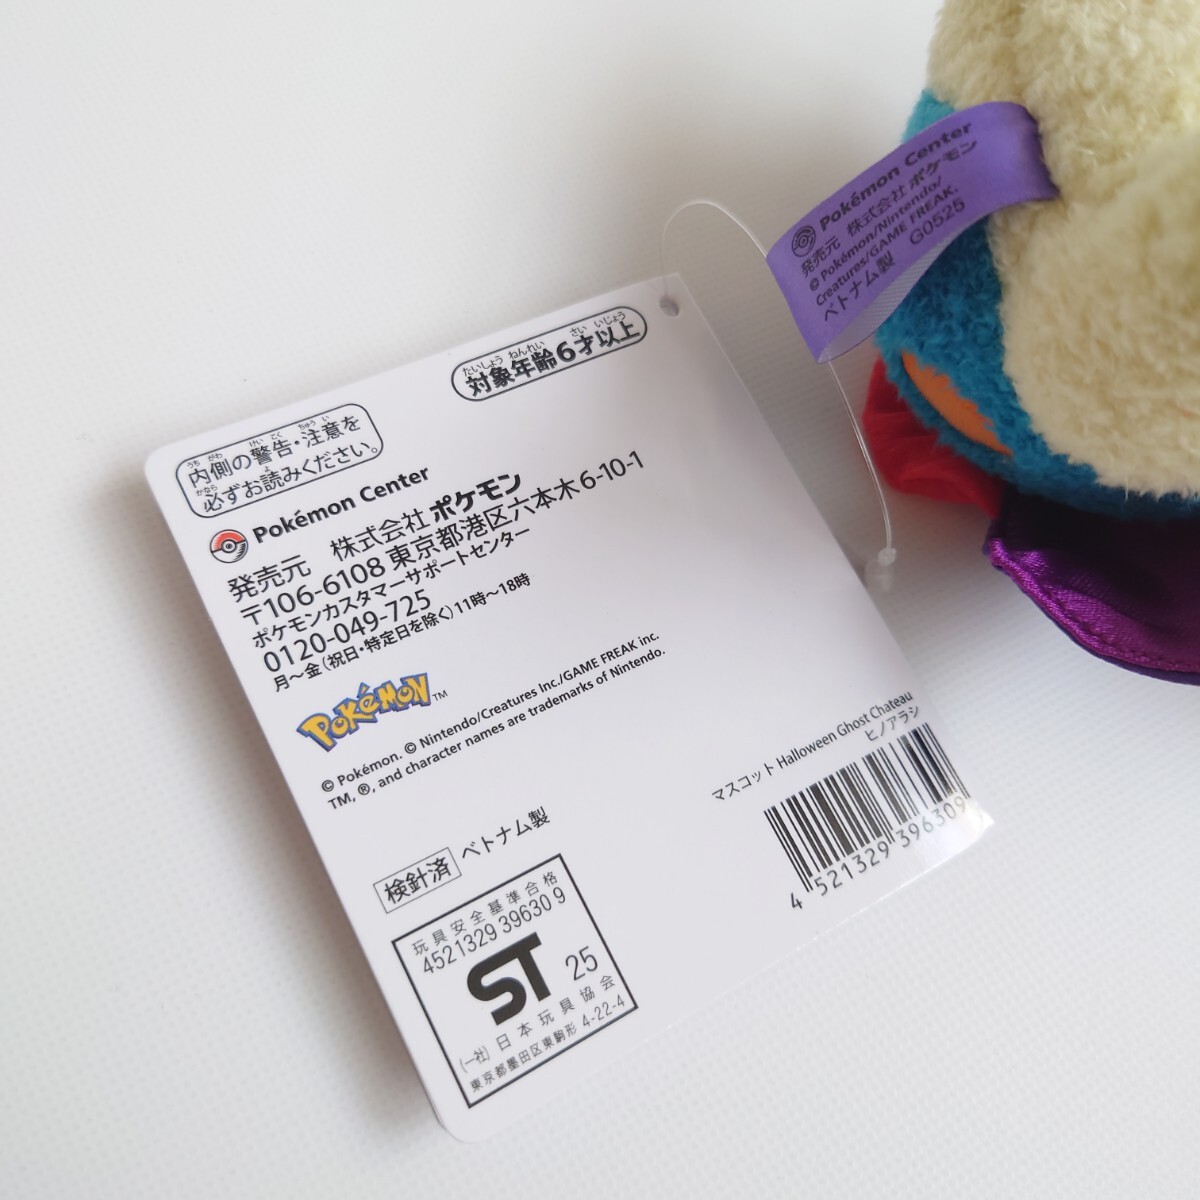 対象年齢6才以上
内側の警告・注意を
必ずお読みください。
Pokémon Center
発売元 株式会社 ポケモン
〒106-6108 東京都港区六本木6-10-1
ポケモンカスタマーサポートセンター
0120-049-725
月～金（祝日・特定日を除く）11時～18時
POKéMON TM
© Pokémon. © Nintendo/Creatures Inc./GAME FREAK inc.
TM, ®, and character names are trademarks of Nintendo.
検針済 ベトナム製
玩具安全基準合格
4521329 39630 9
ST 25
(一社) 日本玩具協会
東京都墨田区東駒形 4-22-4
マスコット Halloween Ghost Chateau
ヒノアラシ
4 521329 396309
Pokémon Center
発売元 株式会社 ポケモン
© Pokémon/Nintendo/
Creatures/GAME FREAK.
ベトナム製 G0525